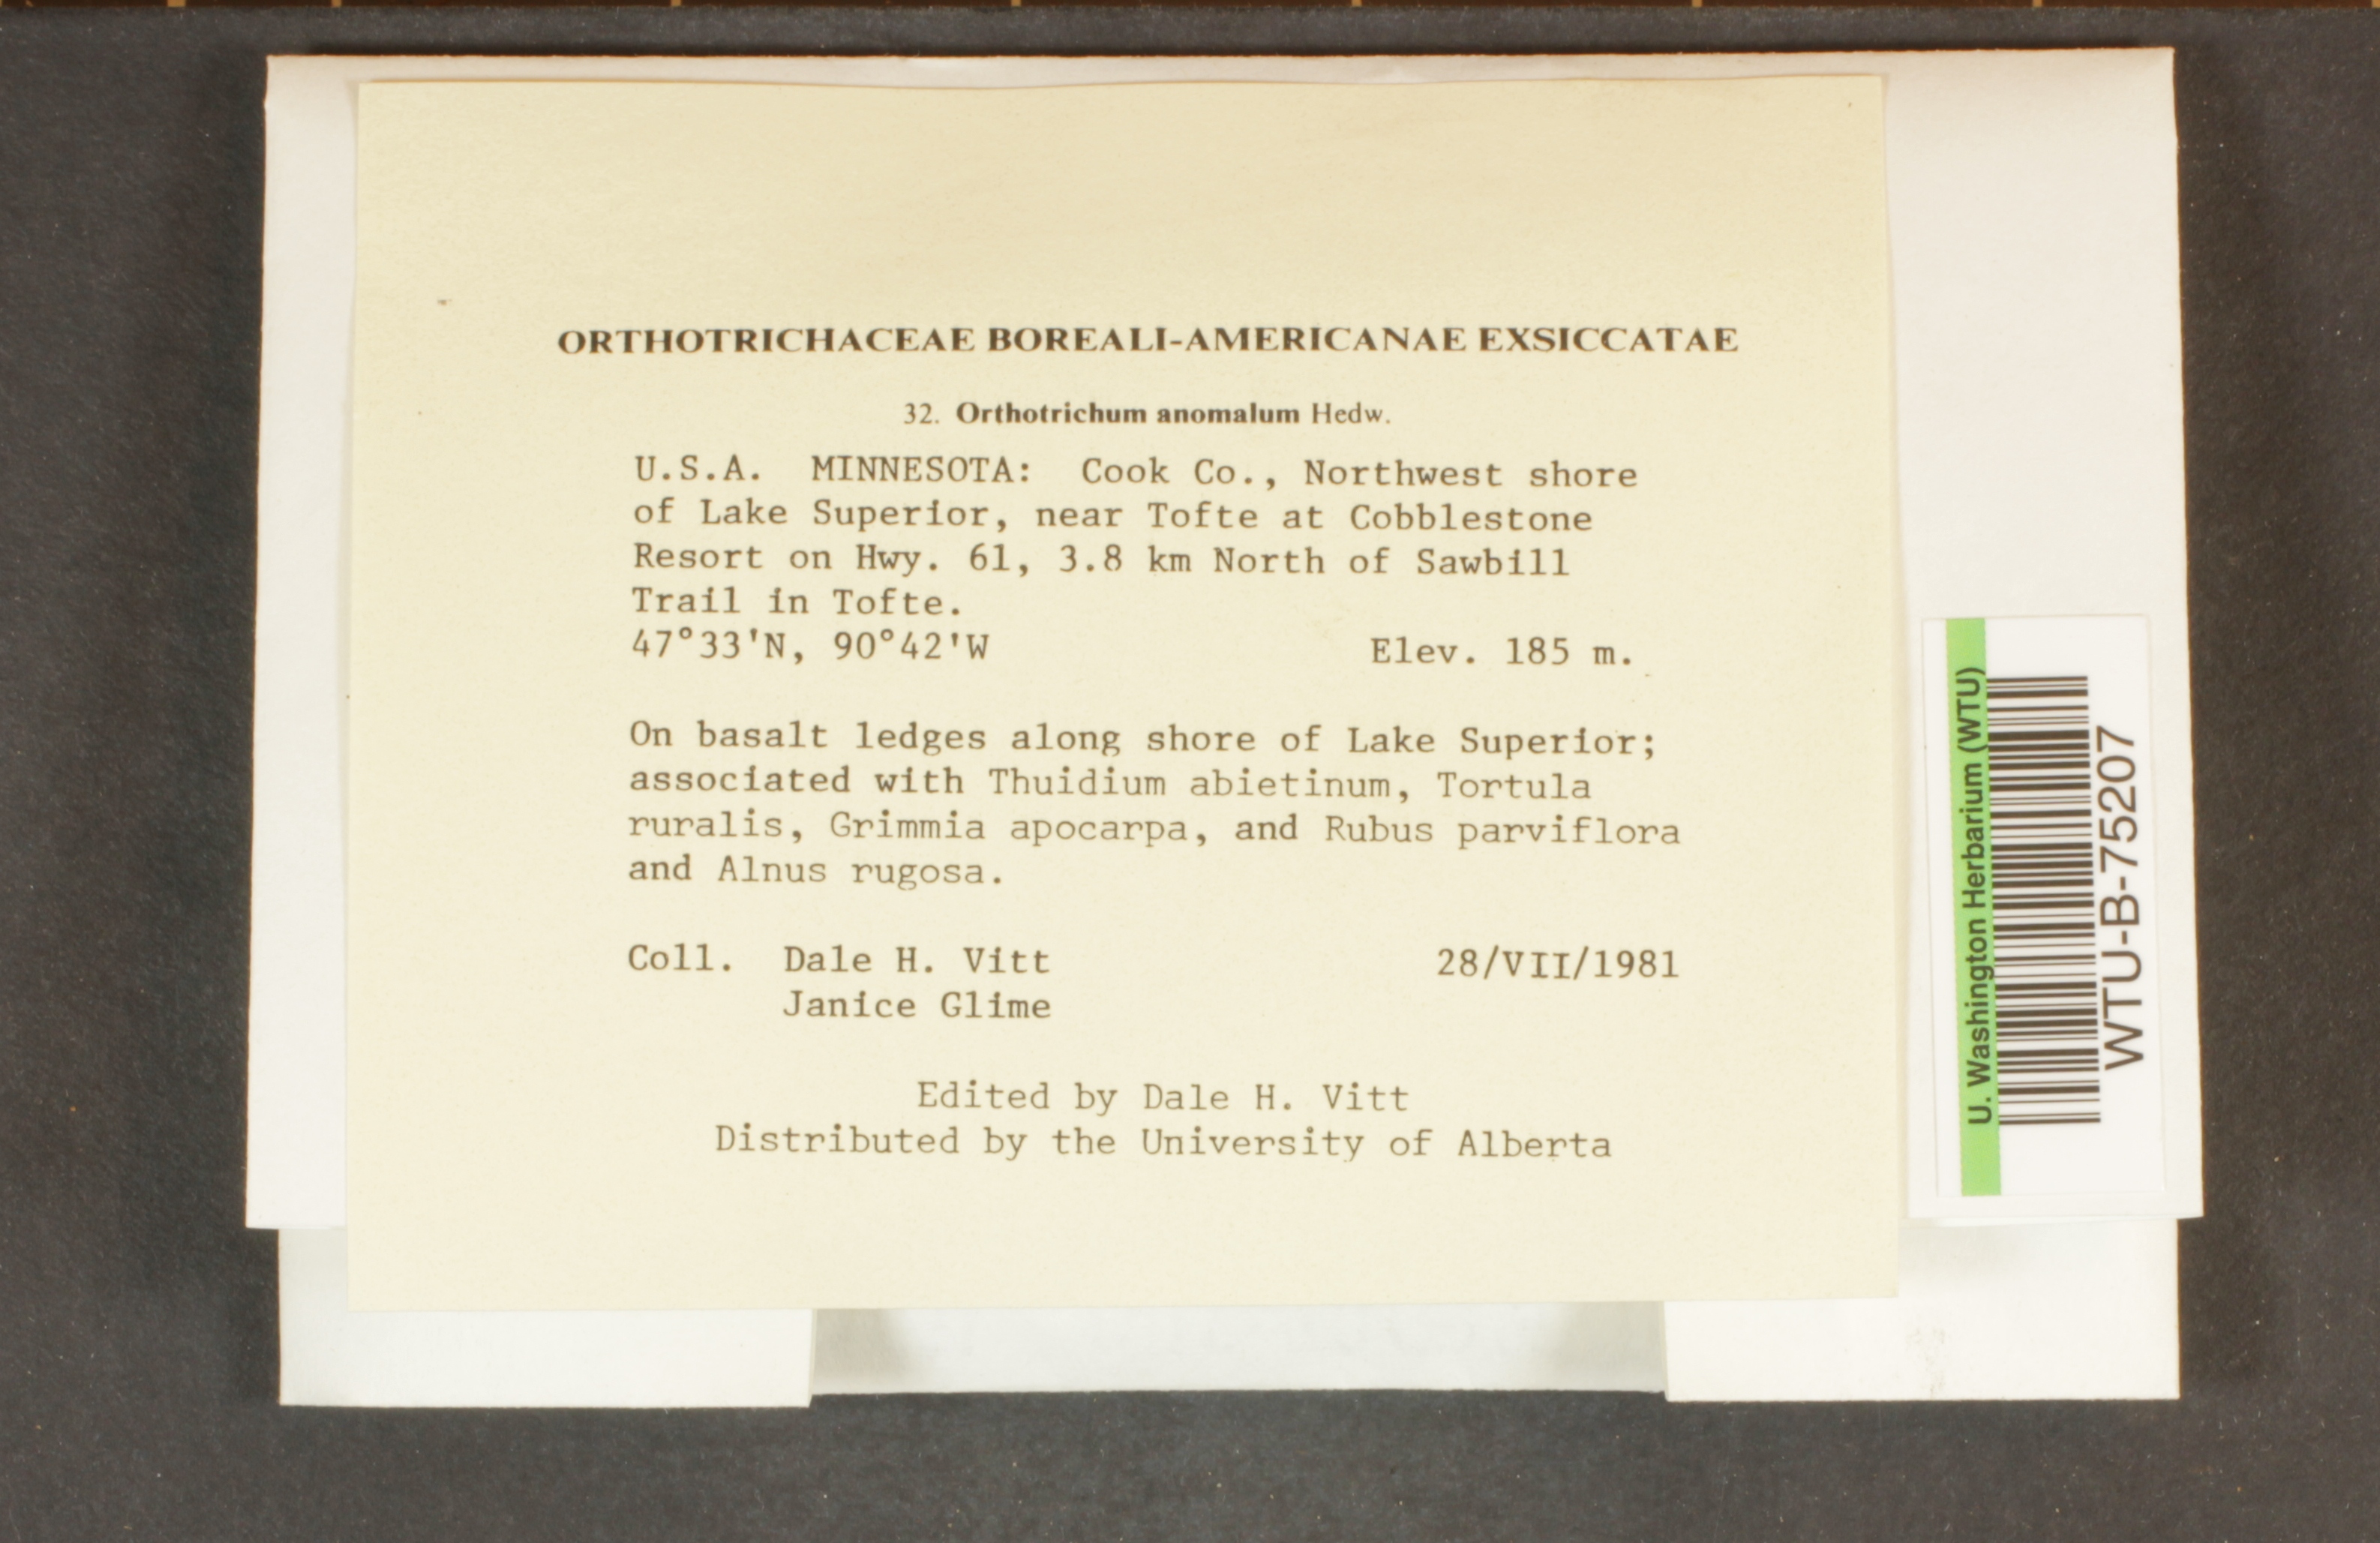 ORTHOTRICHACEAE BOREALI-AMERICANAE EXSICCATAE
32. Orthotrichum anomalum Hedw.
U.S.A. MINNESOTA: Cook Co., Northwest shore
of Lake Superior, near Tofte at Cobblestone
Resort on Hwy. 61, 3.8 km North of Sawbill
Trail in Tofte.
47°33'N, 90°42'W Elev. 185 m.
On basalt ledges along shore of Lake Superior;
associated with Thuidium abietinum, Tortula
ruralis, Grimmia apocarpa, and Rubus parviflora
and Alnus rugosa.
Coll. Dale H. Vitt 28/VII/1981
Janice Glime
Edited by Dale H. Vitt
Distributed by the University of Alberta
U. Washington Herbarium (WTU)
WTU-B-75207